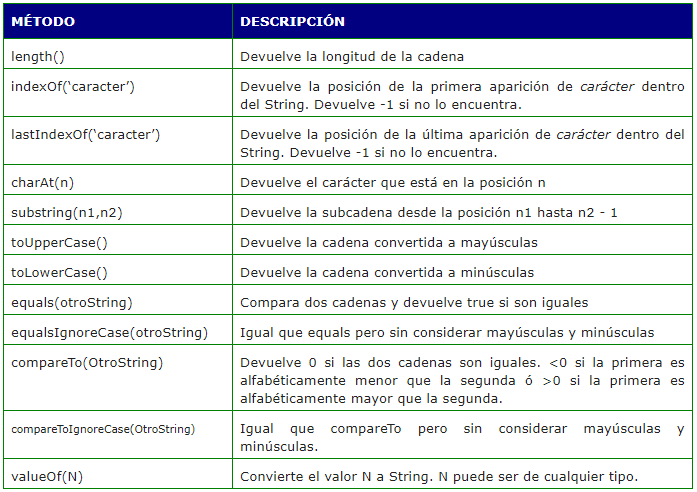 MÉTODO DESCRIPCIÓN
length() Devuelve la longitud de la cadena
indexOf(‘caracter’) Devuelve la posición de la primera aparición de carácter dentro
del String. Devuelve -1 si no lo encuentra.
lastIndexOf(‘caracter’) Devuelve la posición de la última aparición de carácter dentro del
String. Devuelve -1 si no lo encuentra.
charAt(n) Devuelve el carácter que está en la posición n
substring(n1,n2) Devuelve la subcadena desde la posición n1 hasta n2 - 1
toUpperCase() Devuelve la cadena convertida a mayúsculas
toLowerCase() Devuelve la cadena convertida a minúsculas
equals(otroString) Compara dos cadenas y devuelve true si son iguales
equalsIgnoreCase(otroString) Igual que equals pero sin considerar mayúsculas y minúsculas
compareTo(OtroString) Devuelve 0 si las dos cadenas son iguales. <0 si la primera es
alfabéticamente menor que la segunda ó >0 si la primera es
alfabéticamente mayor que la segunda.
compareToIgnoreCase(OtroString) Igual que compareTo pero sin considerar mayúsculas y
minúsculas.
valueOf(N) Convierte el valor N a String. N puede ser de cualquier tipo.